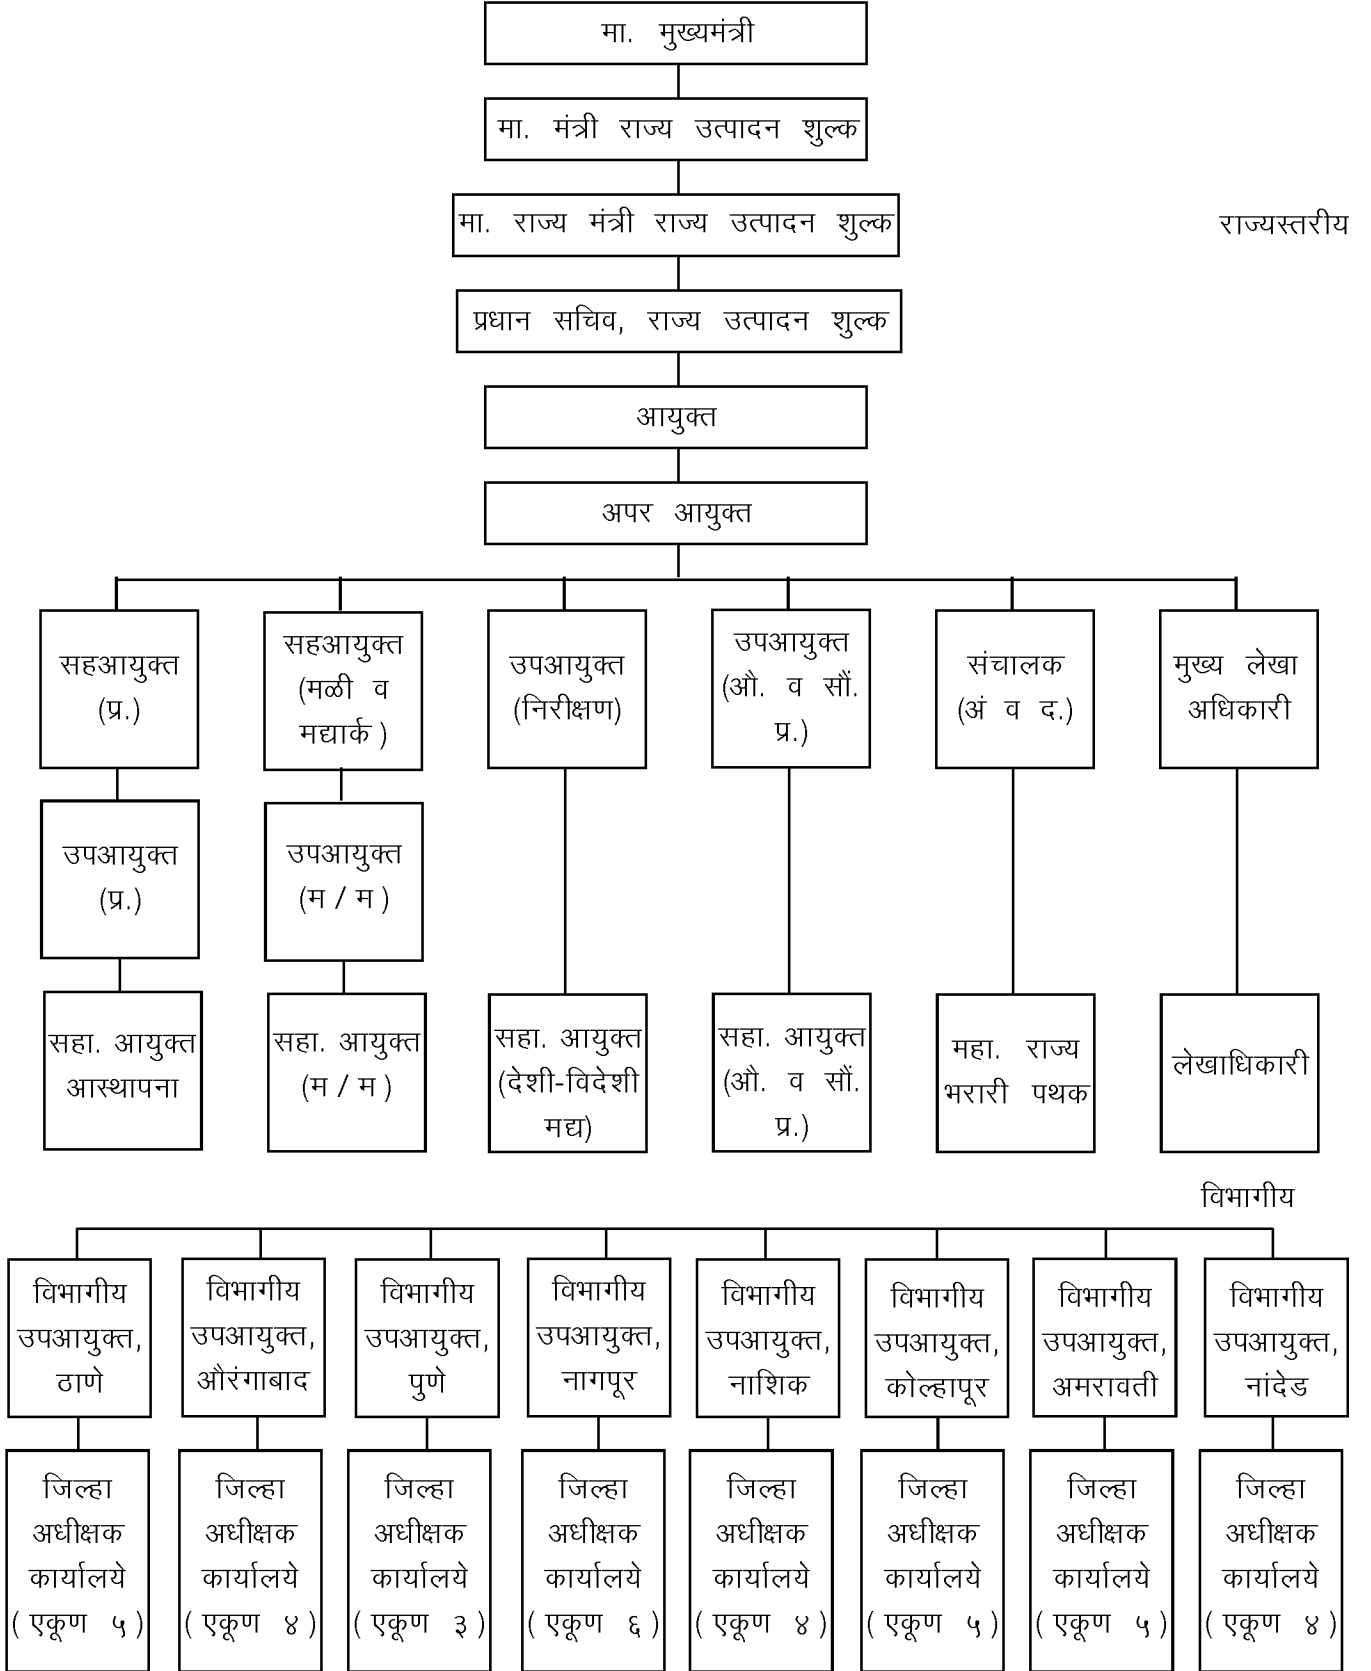 मा. मुख्यमंत्री
मा. मंत्री राज्य उत्पादन शुल्क
मा. राज्य मंत्री राज्य उत्पादन शुल्क
राज्यस्तरीय
प्रधान सचिव, राज्य उत्पादन शुल्क
आयुक्त
अपर आयुक्त
सहआयुक्त
(प्र.)
सहआयुक्त
(मळी व
मद्यार्क )
उपआयुक्त
(निरीक्षण)
उपआयुक्त
(औ. व सौं.
प्र.)
संचालक
(अं व द.)
मुख्य लेखा
अधिकारी
उपआयुक्त
(प्र.)
उपआयुक्त
(म / म )
सहा. आयुक्त
आस्थापना
सहा. आयुक्त
(म / म )
सहा. आयुक्त
(देशी-विदेशी
मद्य)
सहा. आयुक्त
(औ. व सौं.
प्र.)
महा. राज्य
भरारी पथक
लेखाधिकारी
विभागीय
विभागीय
उपआयुक्त,
ठाणे
विभागीय
उपआयुक्त,
औरंगाबाद
विभागीय
उपआयुक्त,
पुणे
विभागीय
उपआयुक्त,
नागपूर
विभागीय
उपआयुक्त,
नाशिक
विभागीय
उपआयुक्त,
कोल्हापूर
विभागीय
उपआयुक्त,
अमरावती
विभागीय
उपआयुक्त,
नांदेड
जिल्हा
अधीक्षक
कार्यालये
( एकूण ५ )
जिल्हा
अधीक्षक
कार्यालये
( एकूण ४ )
जिल्हा
अधीक्षक
कार्यालये
( एकूण ३ )
जिल्हा
अधीक्षक
कार्यालये
( एकूण ६ )
जिल्हा
अधीक्षक
कार्यालये
( एकूण ४ )
जिल्हा
अधीक्षक
कार्यालये
( एकूण ५ )
जिल्हा
अधीक्षक
कार्यालये
( एकूण ५ )
जिल्हा
अधीक्षक
कार्यालये
( एकूण ४ )